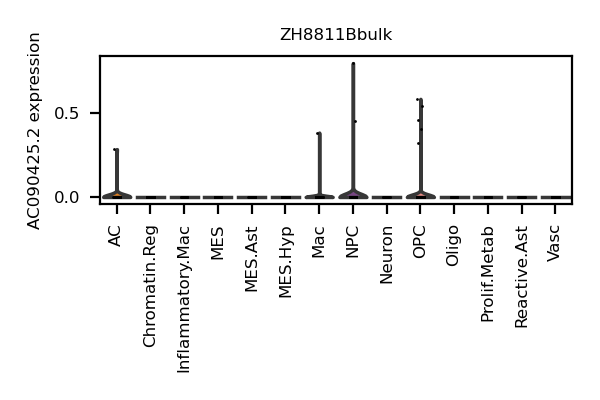 ZH8811Bbulk
AC090425.2 expression
0.5
0.0
AC
Chromatin.Reg
Inflammatory.Mac
MES
MES.Ast
MES.Hyp
Mac
NPC
Neuron
OPC
Oligo
Prolif.Metab
Reactive.Ast
Vasc